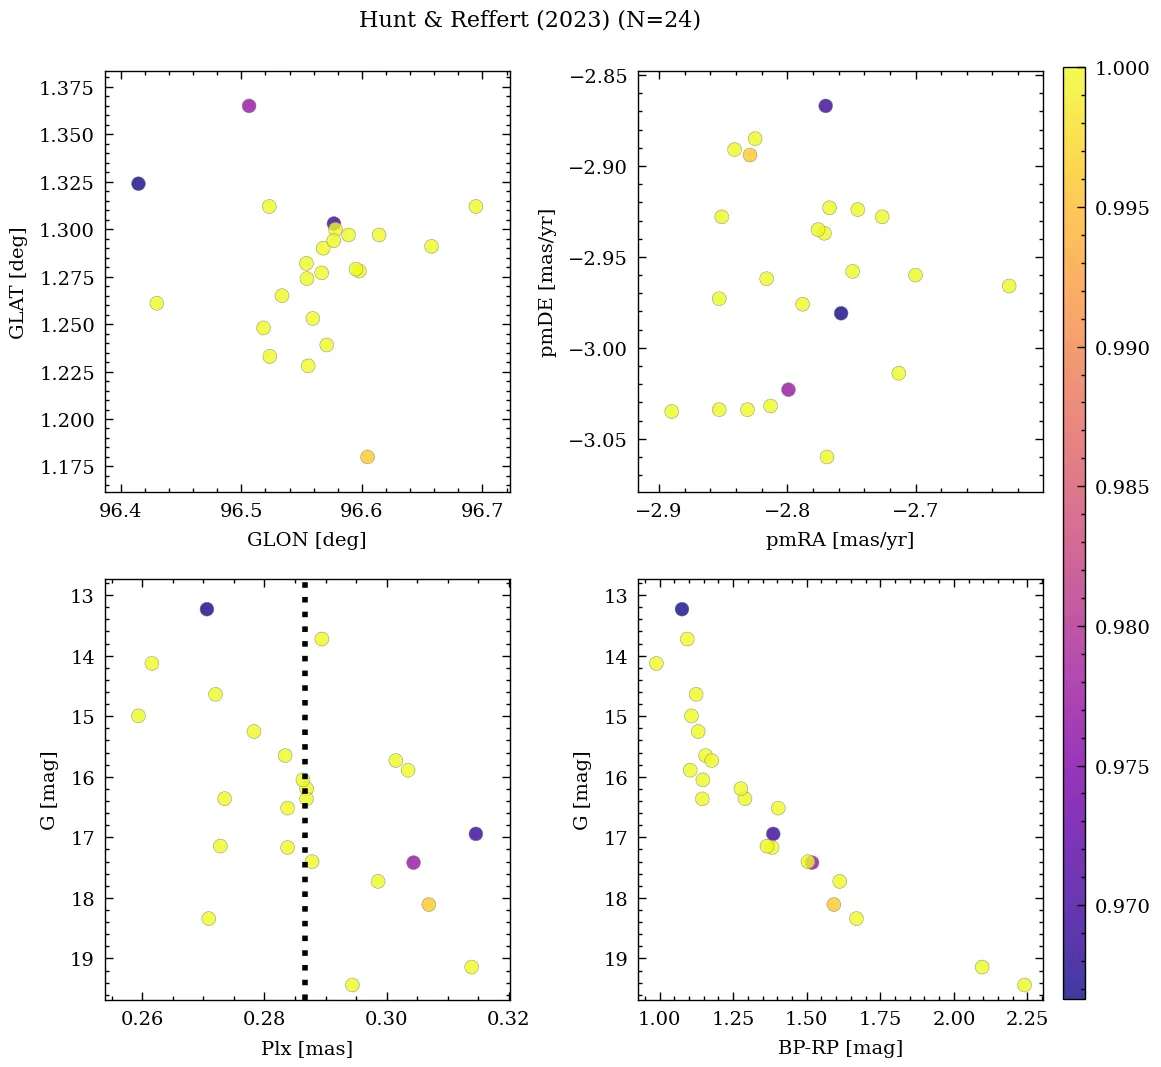 Hunt & Reffert (2023) (N=24)
1.375
1.350
1.325
1.300
1.275
1.250
1.225
1.200
1.175
GLAT [deg]
96.4 96.5 96.6 96.7
GLON [deg]
−2.85
−2.90
−2.95
−3.00
−3.05
pmDE [mas/yr]
−2.9 −2.8 −2.7
pmRA [mas/yr]
13
14
15
16
17
18
19
G [mag]
0.26 0.28 0.30 0.32
Plx [mas]
13
14
15
16
17
18
19
G [mag]
1.00 1.25 1.50 1.75 2.00 2.25
BP-RP [mag]
1.000
0.995
0.990
0.985
0.980
0.975
0.970